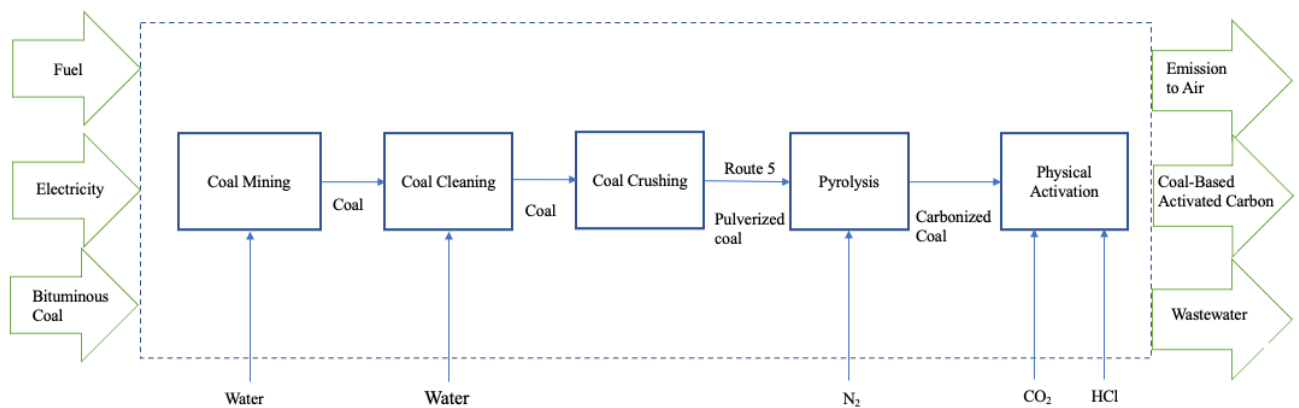 Fuel
Electricity
Bituminous
Coal
Coal Mining
Coal
Coal Cleaning
Coal
Coal Crushing
Route 5
Pulverized
coal
Pyrolysis
Carbonized
Coal
Physical
Activation
Emission
to Air
Coal-Based
Activated Carbon
Wastewater
Water
Water
N₂
CO₂
HCl